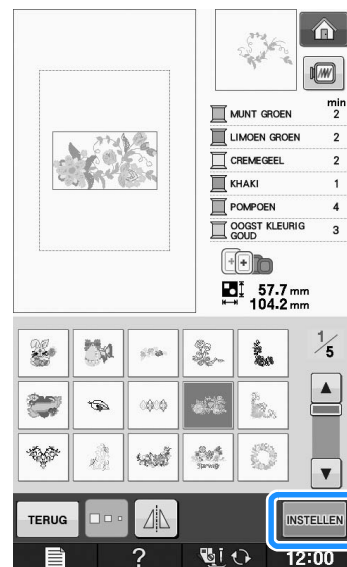 min
MUNT GROEN 2
LIMOEN GROEN 2
CREMEGEEL 2
KHAKI 1
POMPOEN 4
OOGST KLEURIG
GOUD 3
57.7 mm
104.2 mm
1/5
TERUG
INSTELLEN
?
12:00